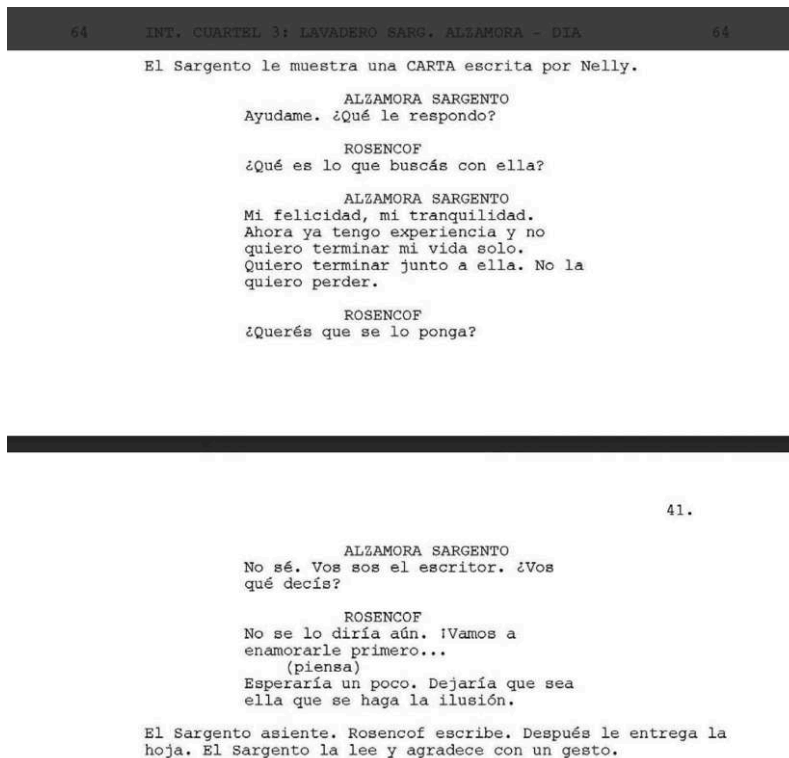 64 INT. CUARTEL 3: LAVADERO SARG. ALZAMORA - DIA 64
El Sargento le muestra una CARTA escrita por Nelly.
ALZAMORA SARGENTO
Ayudame. ¿Qué le respondo?
ROSENCOF
¿Qué es lo que buscás con ella?
ALZAMORA SARGENTO
Mi felicidad, mi tranquilidad.
Ahora ya tengo experiencia y no
quiero terminar mi vida solo.
Quiero terminar junto a ella. No la
quiero perder.
ROSENCOF
¿Querés que se lo ponga?
41.
ALZAMORA SARGENTO
No sé. Vos sos el escritor. ¿Vos
qué decís?
ROSENCOF
No se lo diría aún. ¡Vamos a
enamorarle primero...
(piensa)
Esperaría un poco. Dejaría que sea
ella que se haga la ilusión.
El Sargento asiente. Rosencof escribe. Después le entrega la
hoja. El Sargento la lee y agradece con un gesto.